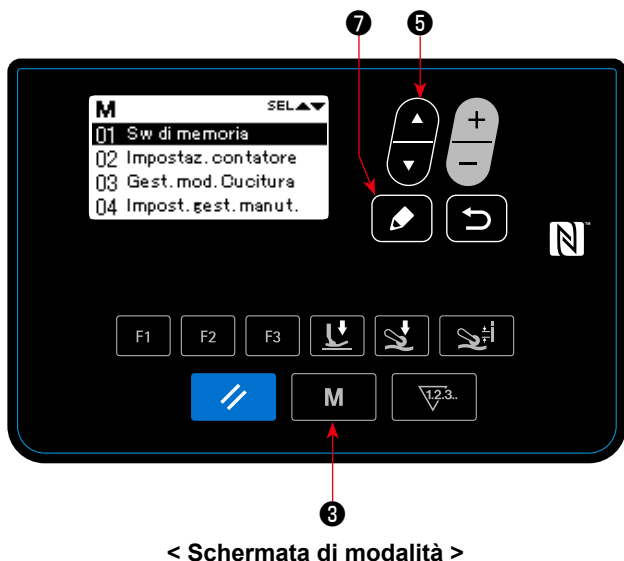 ❼ ❺
M SEL▲▼
01 Sw di memoria
02 Impostaz.contatore
03 Gest.mod.Cucitura
04 Impost.gest.manut.
+
−
N™
F1 F2 F3
M 1.2.3..
❸
< Schermata di modalità >